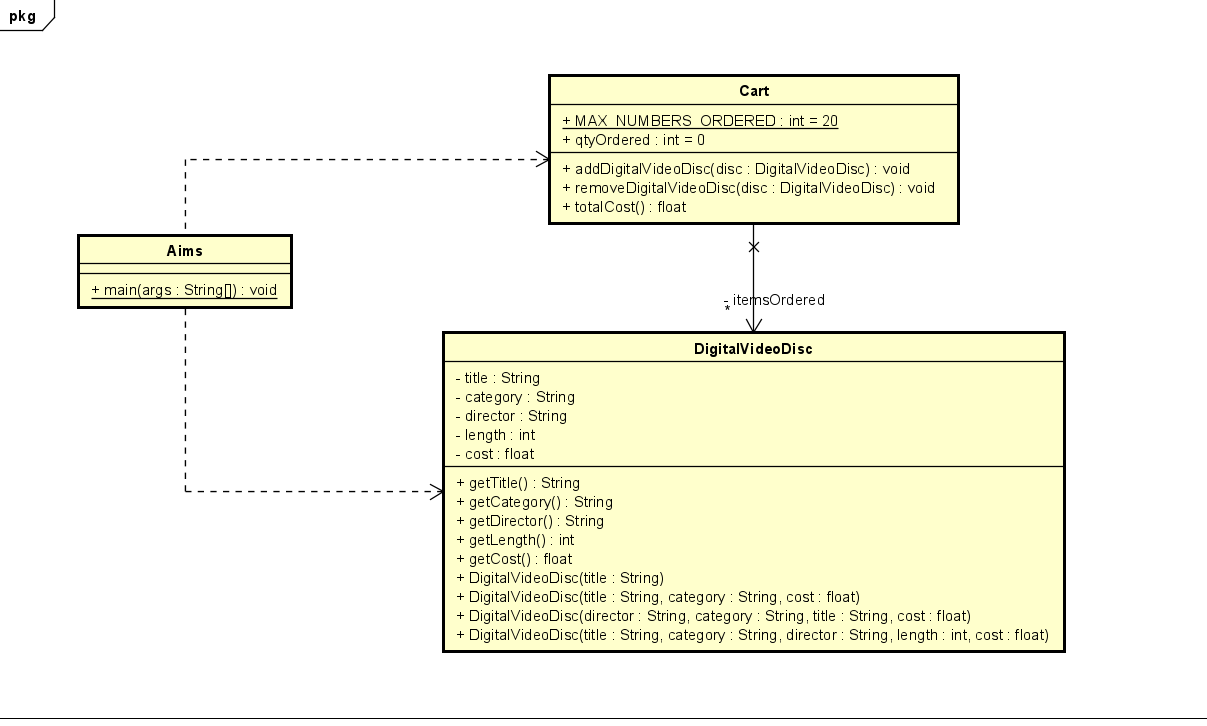 pkg
Cart
+ MAX_NUMBERS_ORDERED : int = 20
+ qtyOrdered : int = 0
+ addDigitalVideoDisc(disc : DigitalVideoDisc) : void
+ removeDigitalVideoDisc(disc : DigitalVideoDisc) : void
+ totalCost() : float
Aims
+ main(args : String[]) : void
- itemsOrdered
*
DigitalVideoDisc
- title : String
- category : String
- director : String
- length : int
- cost : float
+ getTitle() : String
+ getCategory() : String
+ getDirector() : String
+ getLength() : int
+ getCost() : float
+ DigitalVideoDisc(title : String)
+ DigitalVideoDisc(title : String, category : String, cost : float)
+ DigitalVideoDisc(director : String, category : String, title : String, cost : float)
+ DigitalVideoDisc(title : String, category : String, director : String, length : int, cost : float)